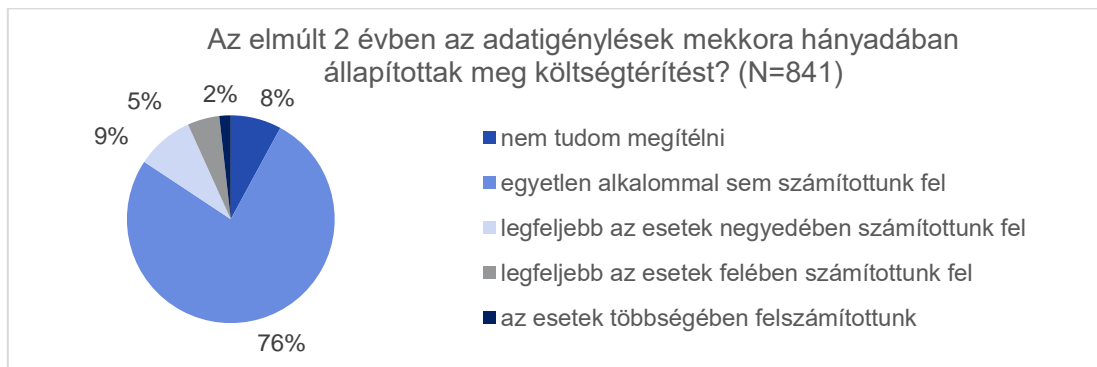 Az elmúlt 2 évben az adatigénylések mekkora hányadában
állapítottak meg költségtérítést? (N=841)
5%
2%
8%
9%
76%
nem tudom megítélni
egyetlen alkalommal sem számítottunk fel
legfeljebb az esetek negyedében számítottunk fel
legfeljebb az esetek felében számítottunk fel
az esetek többségében felszámítottunk